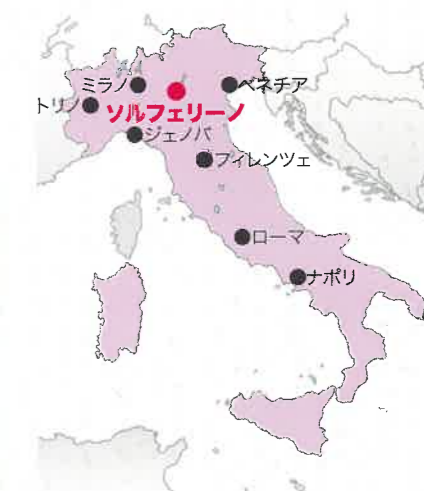 ミラノ
ベネチア
トリノ
ソルフェリーノ
ジェノバ
フィレンツェ
ローマ
ナポリ